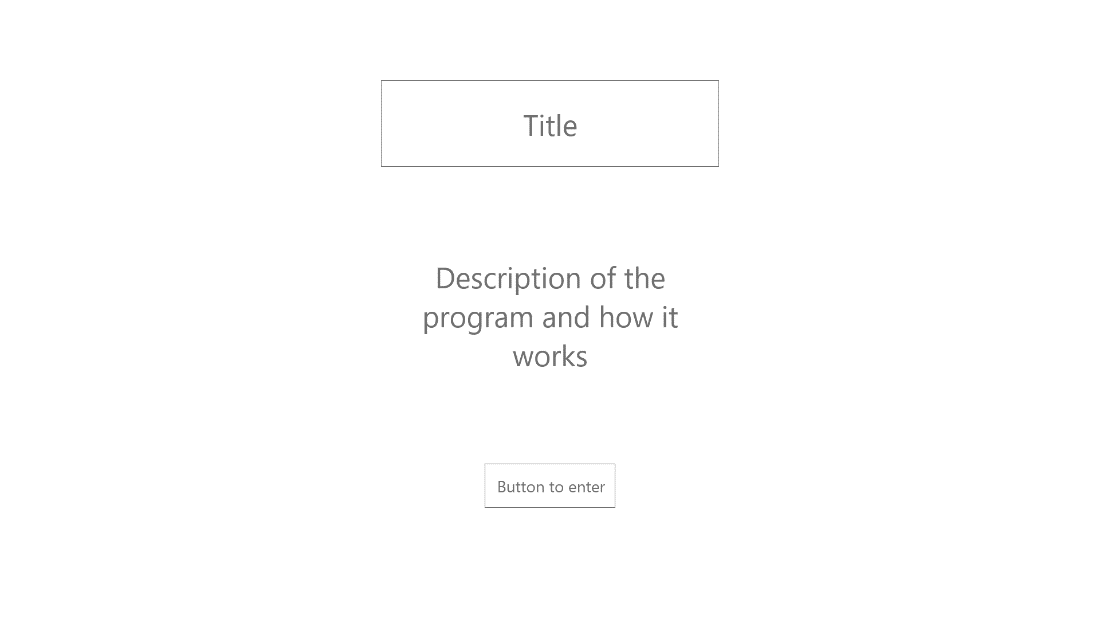 Title
Description of the
program and how it
works
Button to enter